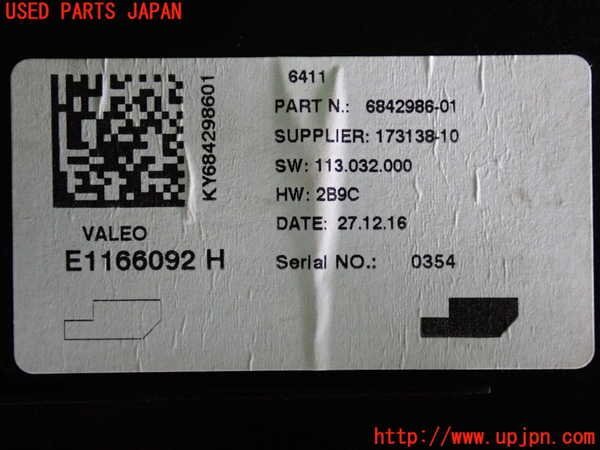 USED PARTS JAPAN
KY684298601
6411
PART N.: 6842986-01
SUPPLIER: 173138-10
SW: 113.032.000
HW: 2B9C
DATE: 27.12.16
Serial NO.: 0354
VALEO
E1166092 H
http://www.upjpn.com/